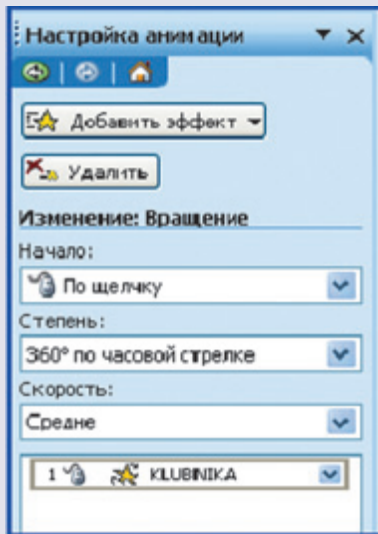 Настройка анимации
Добавить эффект
Удалить
Изменение: Вращение
Начало:
По щелчку
Степень:
360° по часовой стрелке
Скорость:
Средне
1 KLUBNIKA